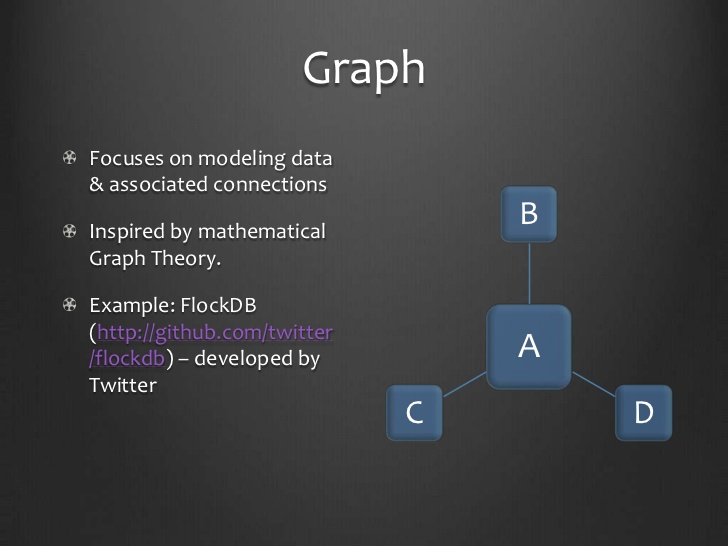 Graph
Focuses on modeling data
& associated connections
Inspired by mathematical
Graph Theory.
Example: FlockDB
(http://github.com/twitter
/flockdb) – developed by
Twitter
B
A
C
D